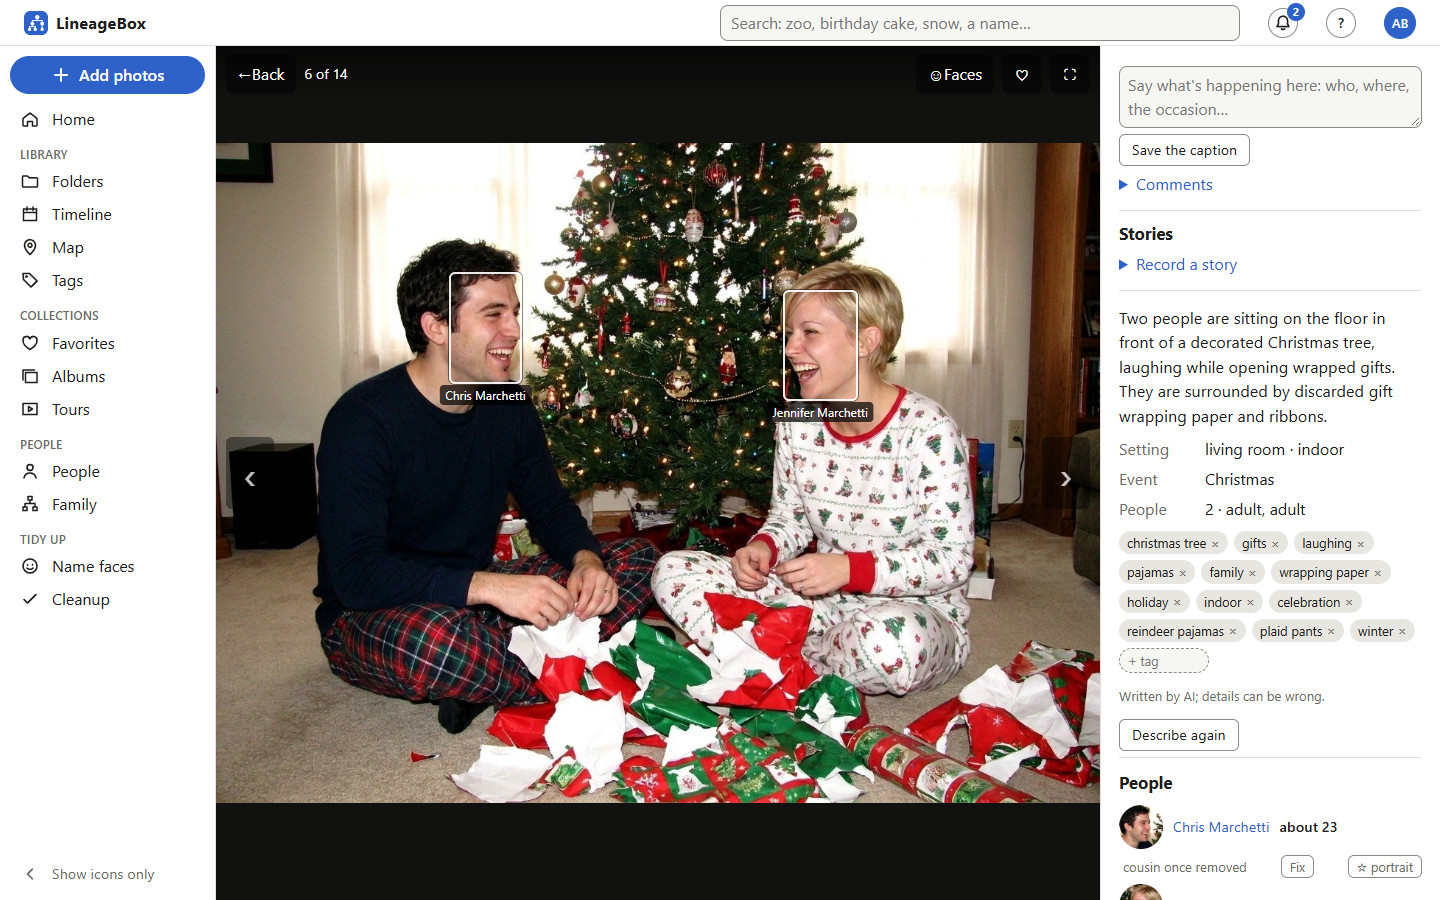 LineageBox
Search: zoo, birthday cake, snow, a name...
2
?
AB
Add photos
Home
LIBRARY
Folders
Timeline
Map
Tags
COLLECTIONS
Favorites
Albums
Tours
PEOPLE
People
Family
TIDY UP
Name faces
Cleanup
Show icons only
←Back
6 of 14
Faces
Chris Marchetti
Jennifer Marchetti
Say what's happening here: who, where,
the occasion...
Save the caption
Comments
Stories
Record a story
Two people are sitting on the floor in
front of a decorated Christmas tree,
laughing while opening wrapped gifts.
They are surrounded by discarded gift
wrapping paper and ribbons.
Setting living room · indoor
Event Christmas
People 2 · adult, adult
christmas tree × gifts × laughing ×
pajamas × family × wrapping paper ×
holiday × indoor × celebration ×
reindeer pajamas × plaid pants × winter ×
+ tag
Written by AI; details can be wrong.
Describe again
People
Chris Marchetti about 23
cousin once removed Fix ☆ portrait